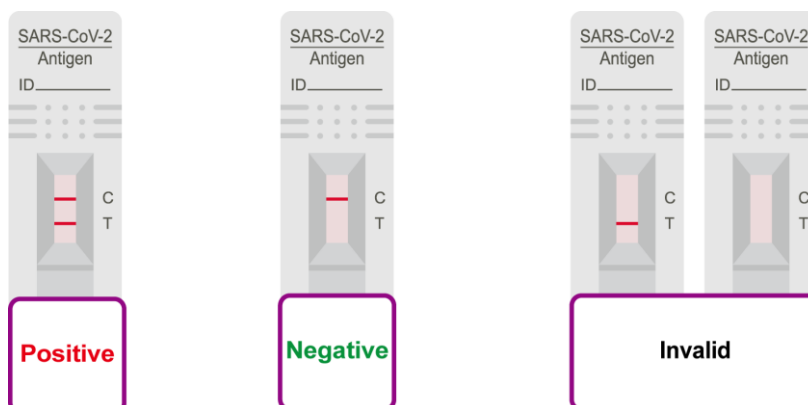 SARS-CoV-2
Antigen
ID
C
T
Positive
SARS-CoV-2
Antigen
ID
C
T
Negative
SARS-CoV-2
Antigen
ID
C
T
SARS-CoV-2
Antigen
ID
C
T
Invalid